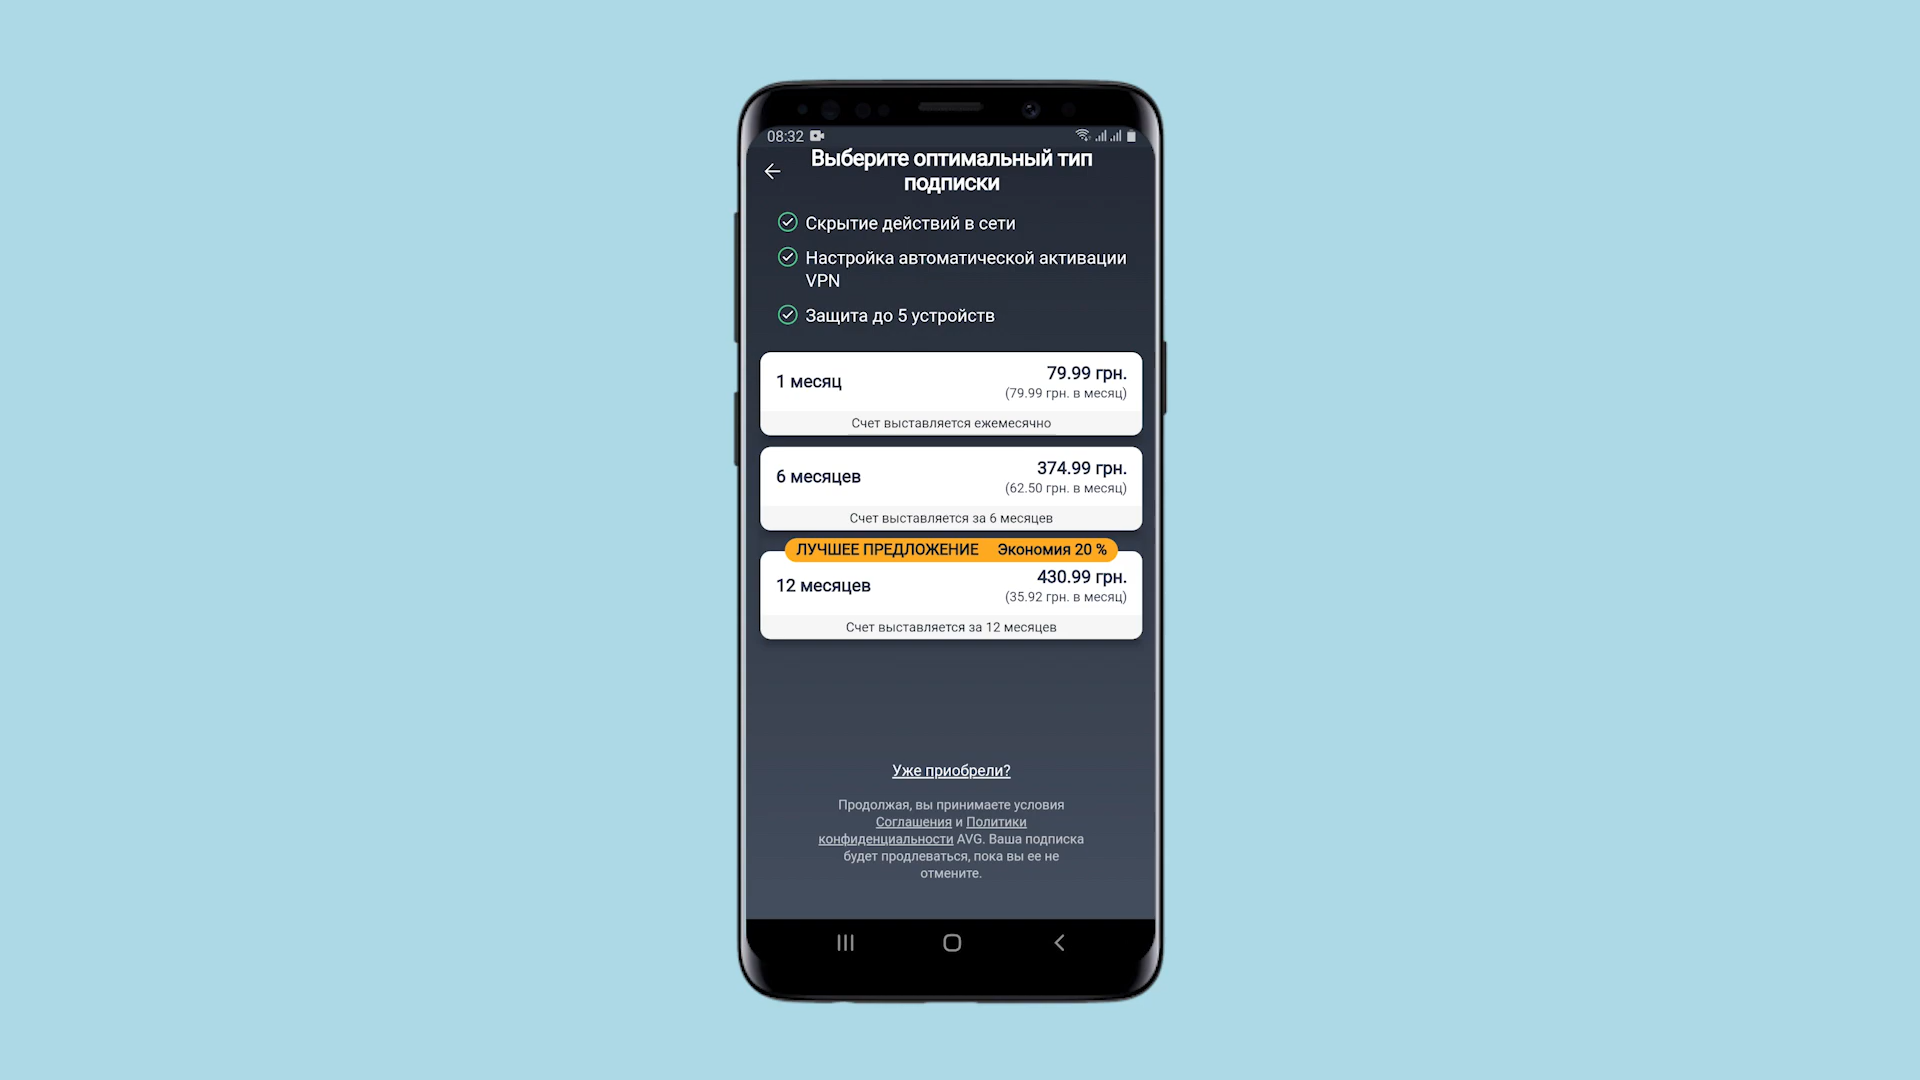 08:32
Выберите оптимальный тип
подписки
Скрытие действий в сети
Настройка автоматической активации
VPN
Защита до 5 устройств
1 месяц
79.99 грн.
(79.99 грн. в месяц)
Счет выставляется ежемесячно
6 месяцев
374.99 грн.
(62.50 грн. в месяц)
Счет выставляется за 6 месяцев
ЛУЧШЕЕ ПРЕДЛОЖЕНИЕ Экономия 20 %
12 месяцев
430.99 грн.
(35.92 грн. в месяц)
Счет выставляется за 12 месяцев
Уже приобрели?
Продолжая, вы принимаете условия
Соглашения и Политики
конфиденциальности AVG. Ваша подписка
будет продлеваться, пока вы ее не
отмените.